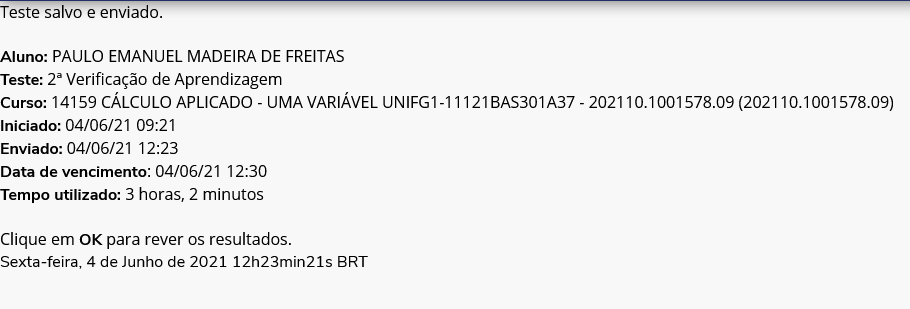 Teste salvo e enviado.
Aluno: PAULO EMANUEL MADEIRA DE FREITAS
Teste: 2ª Verificação de Aprendizagem
Curso: 14159 CÁLCULO APLICADO - UMA VARIÁVEL UNIFG1-11121BAS301A37 - 202110.1001578.09 (202110.1001578.09)
Iniciado: 04/06/21 09:21
Enviado: 04/06/21 12:23
Data de vencimento: 04/06/21 12:30
Tempo utilizado: 3 horas, 2 minutos
Clique em OK para rever os resultados.
Sexta-feira, 4 de Junho de 2021 12h23min21s BRT